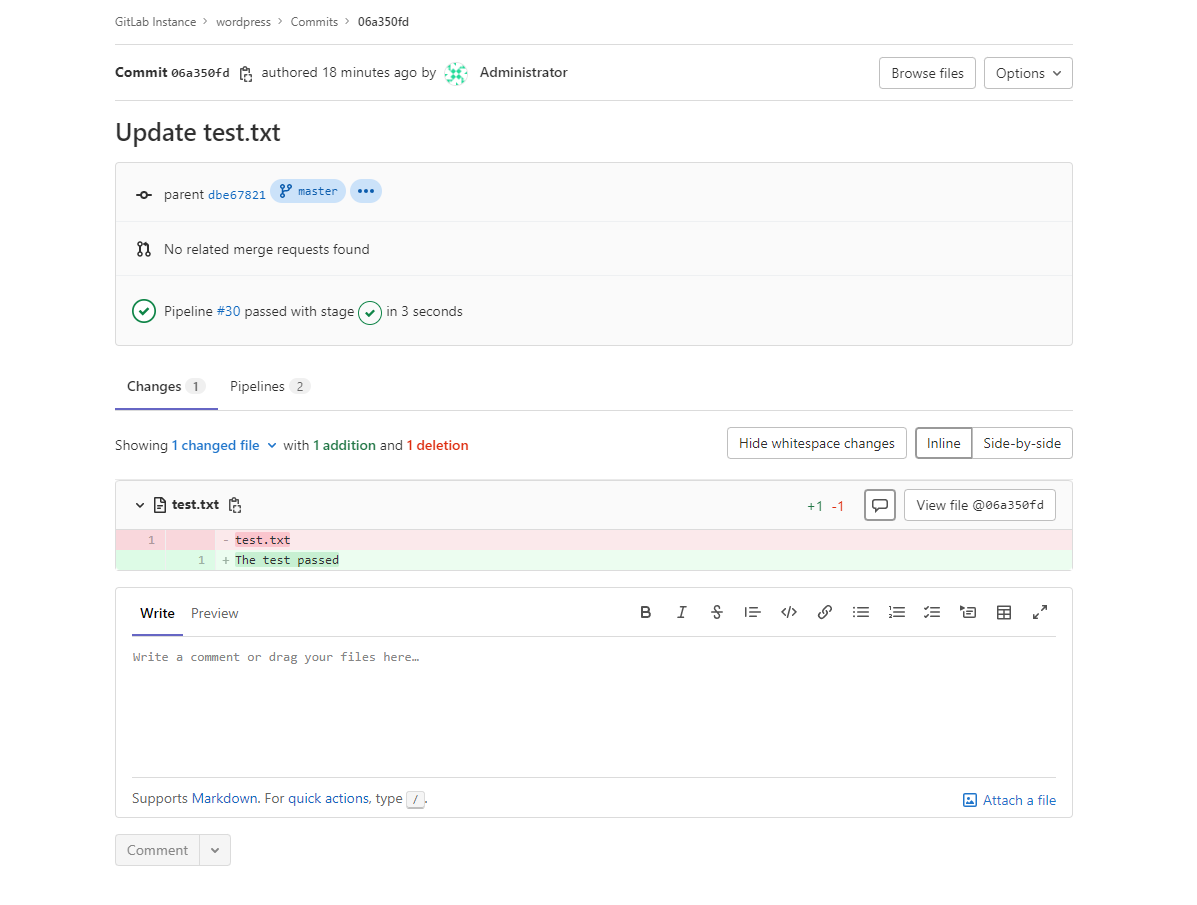 GitLab Instance > wordpress > Commits > 06a350fd
Commit 06a350fd authored 18 minutes ago by Administrator
Browse files
Options
Update test.txt
parent dbe67821 master •••
No related merge requests found
Pipeline #30 passed with stage in 3 seconds
Changes 1 Pipelines 2
Showing 1 changed file with 1 addition and 1 deletion
Hide whitespace changes
Inline Side-by-side
test.txt
+1 -1
View file @06a350fd
1 - test.txt
1 + The test passed
Write Preview
Write a comment or drag your files here…
Supports Markdown. For quick actions, type /.
Attach a file
Comment